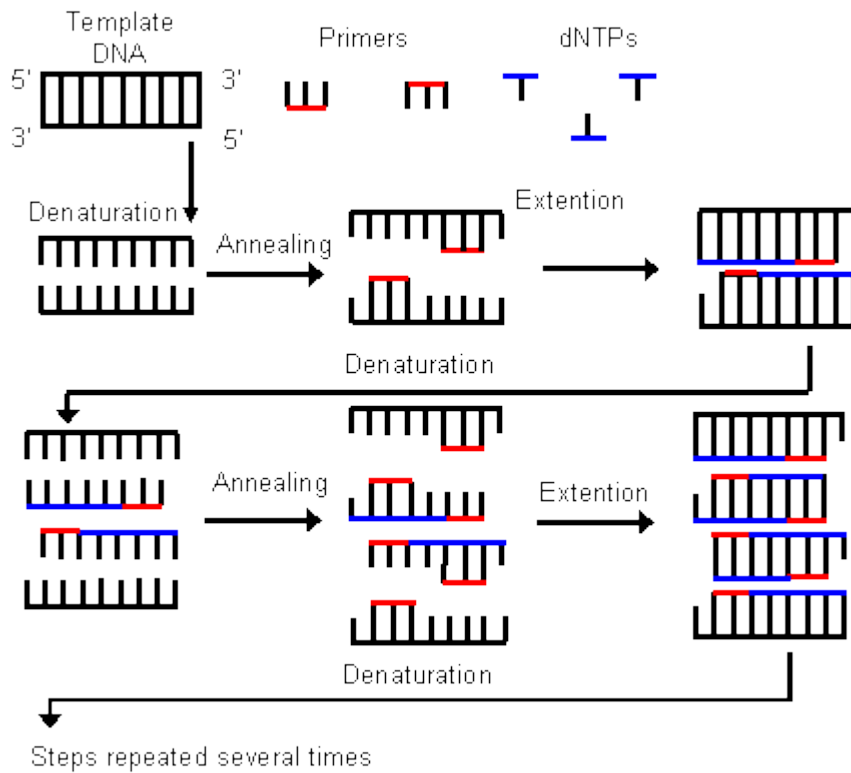 Template
DNA
Primers
dNTPs
5'
3'
3'
5'
Denaturation
Annealing
Extention
Denaturation
Annealing
Extention
Denaturation
Steps repeated several times